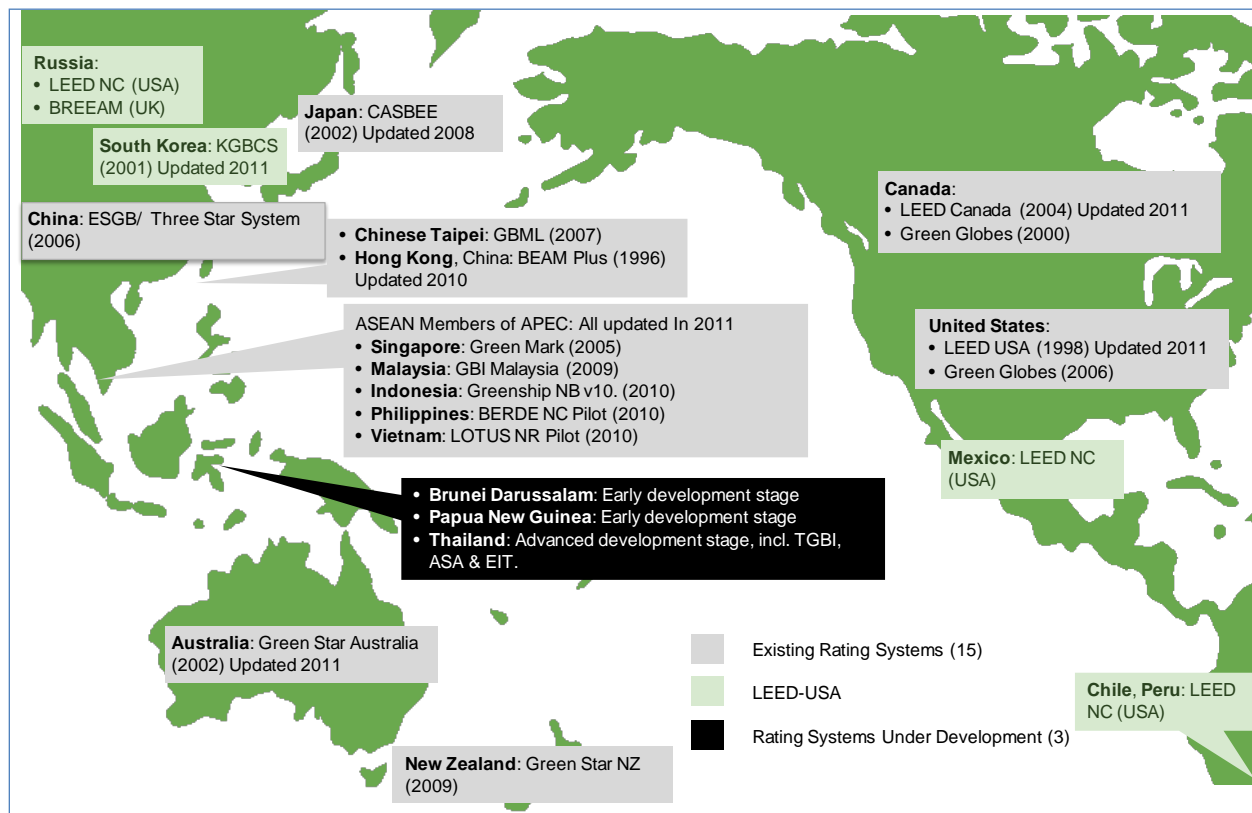 Russia:
• LEED NC (USA)
• BREEAM (UK)
Japan: CASBEE
(2002) Updated 2008
South Korea: KGBCS
(2001) Updated 2011
China: ESGB/ Three Star System
(2006)
• Chinese Taipei: GBML (2007)
• Hong Kong, China: BEAM Plus (1996)
Updated 2010
Canada:
• LEED Canada (2004) Updated 2011
• Green Globes (2000)
ASEAN Members of APEC: All updated In 2011
• Singapore: Green Mark (2005)
• Malaysia: GBI Malaysia (2009)
• Indonesia: Greenship NB v10. (2010)
• Philippines: BERDE NC Pilot (2010)
• Vietnam: LOTUS NR Pilot (2010)
United States:
• LEED USA (1998) Updated 2011
• Green Globes (2006)
Mexico: LEED NC
(USA)
• Brunei Darussalam: Early development stage
• Papua New Guinea: Early development stage
• Thailand: Advanced development stage, incl. TGBI,
ASA & EIT.
Australia: Green Star Australia
(2002) Updated 2011
New Zealand: Green Star NZ
(2009)
Existing Rating Systems (15)
LEED-USA
Rating Systems Under Development (3)
Chile, Peru: LEED
NC (USA)